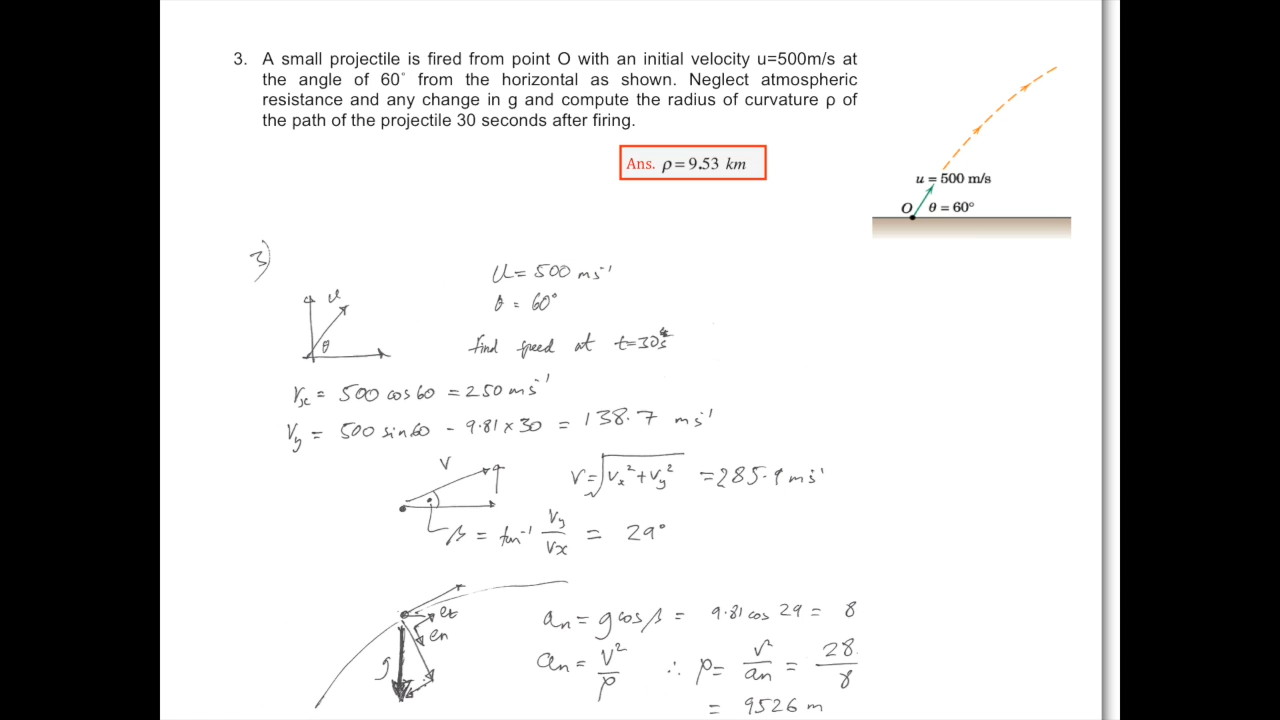 3. A small projectile is fired from point O with an initial velocity u=500m/s at
the angle of 60° from the horizontal as shown. Neglect atmospheric
resistance and any change in g and compute the radius of curvature ρ of
the path of the projectile 30 seconds after firing.
Ans. ρ = 9.53 km
u = 500 m/s
O θ = 60°
3)
u = 500 ms⁻¹
θ = 60°
u
θ
find speed at t=30s
Vx = 500 cos 60 = 250 ms⁻¹
Vy = 500 sin 60 - 9.81 × 30 = 138.7 ms⁻¹
V
V = √Vx² + Vy² = 285.9 ms⁻¹
β = tan⁻¹ Vy/Vx = 29°
et
en
g
an = g cos β = 9.81 cos 29 = 8
an = V²/ρ ∴ ρ = V²/an = 28/8
= 9526 m